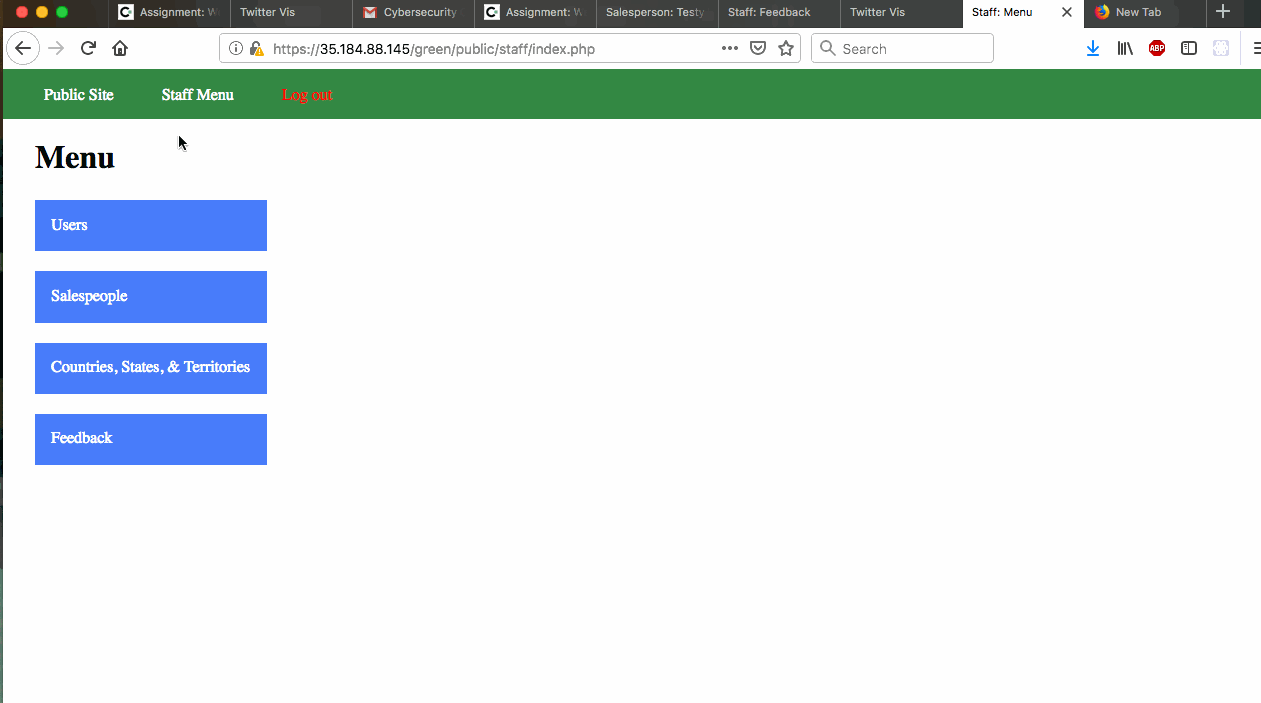 Assignment: W
Twitter Vis
Cybersecurity
Assignment: W
Salesperson: Testy
Staff: Feedback
Twitter Vis
Staff: Menu
New Tab
https://35.184.88.145/green/public/staff/index.php
Search
ABP
Public Site
Staff Menu
Log out
Menu
Users
Salespeople
Countries, States, & Territories
Feedback